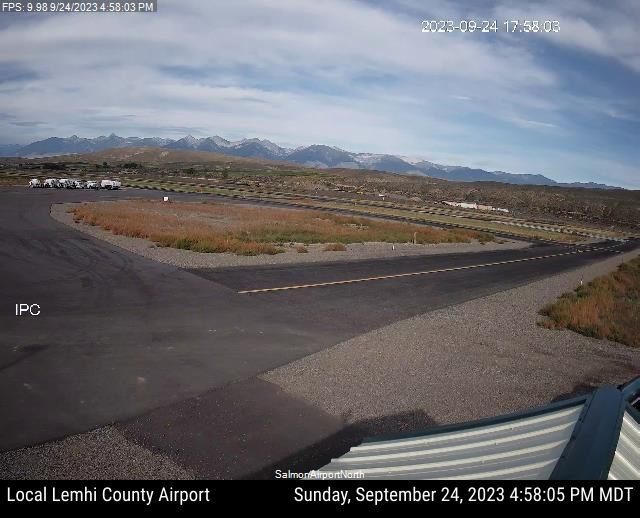 FPS: 9.98 9/24/2023 4:58:03 PM
2023-09-24 17:58:03
IPC
SalmonAirportNorth
Local Lemhi County Airport
Sunday, September 24, 2023 4:58:05 PM MDT